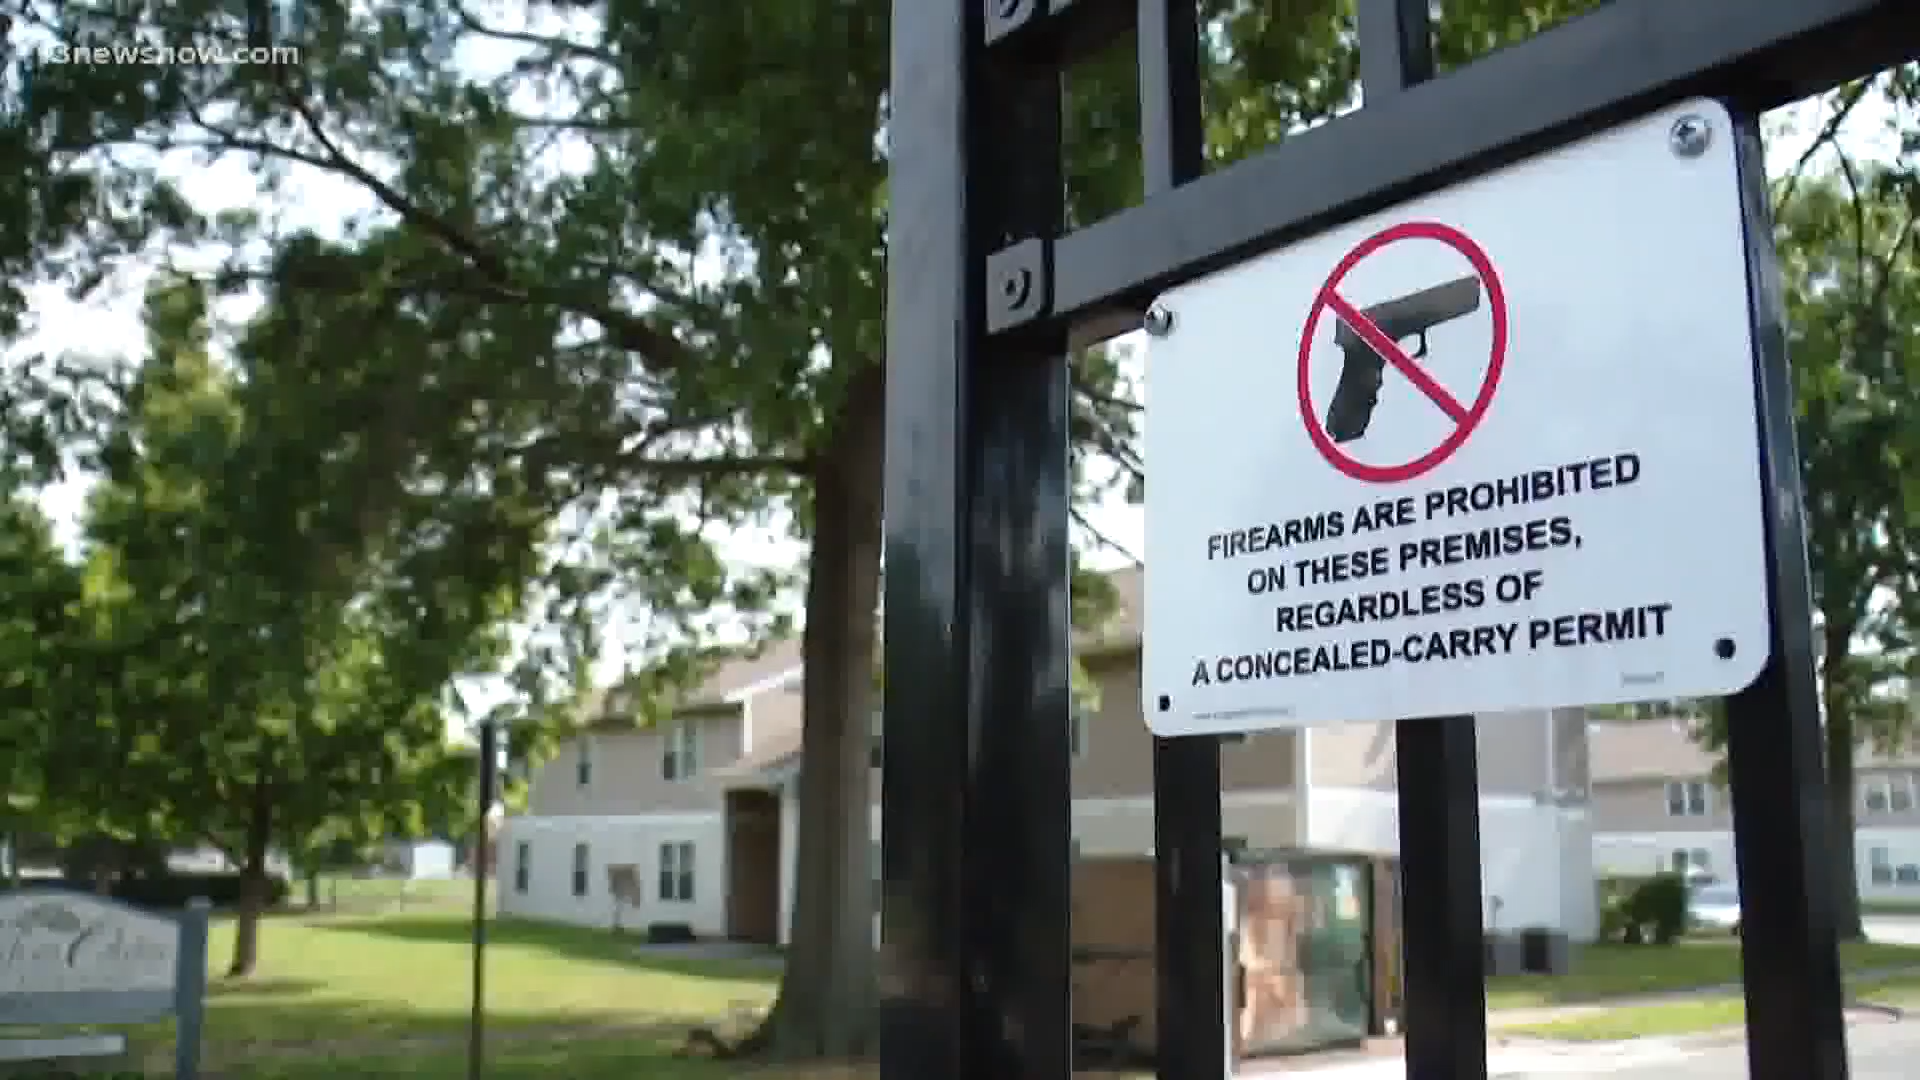 13newsnow.com
FIREARMS ARE PROHIBITED
ON THESE PREMISES,
REGARDLESS OF
A CONCEALED-CARRY PERMIT